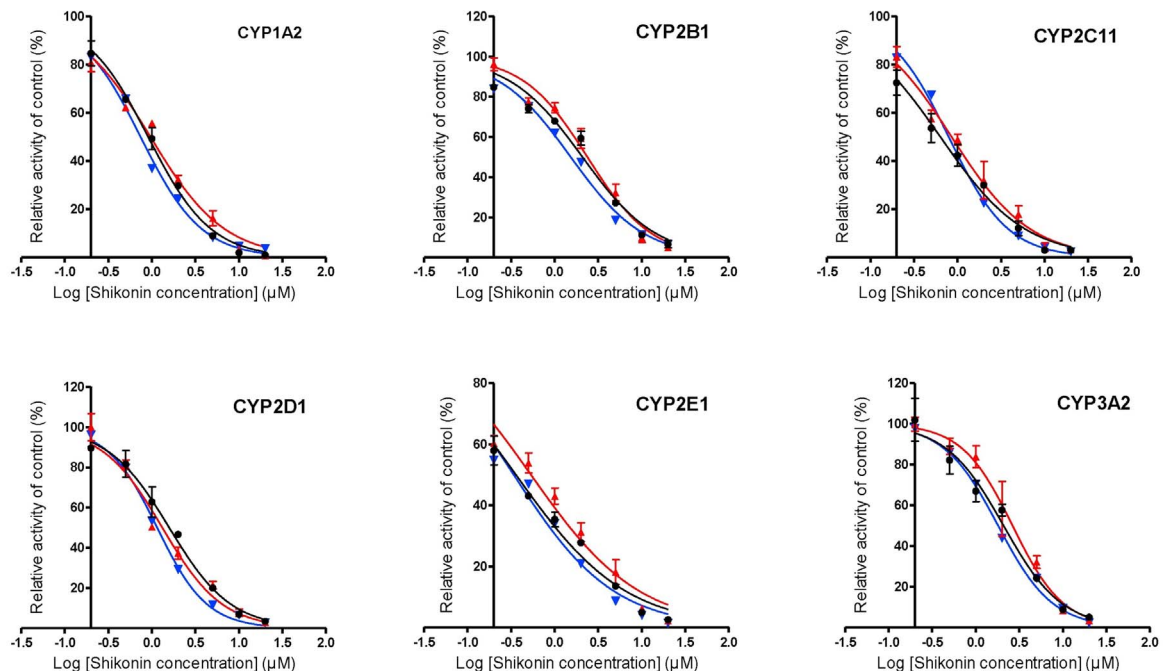 CYP1A2
Relative activity of control (%)
100
80
60
40
20
-1.5 -1.0 -0.5 0.0 0.5 1.0 1.5 2.0
Log [Shikonin concentration] (µM)
CYP2B1
Relative activity of control (%)
120
100
80
60
40
20
-1.5 -1.0 -0.5 0.0 0.5 1.0 1.5 2.0
Log [Shikonin concentration] (µM)
CYP2C11
Relative activity of control (%)
100
80
60
40
20
-1.5 -1.0 -0.5 0.0 0.5 1.0 1.5 2.0
Log [Shikonin concentration] (µM)
CYP2D1
Relative activity of control (%)
120
100
80
60
40
20
-1.5 -1.0 -0.5 0.0 0.5 1.0 1.5 2.0
Log [Shikonin concentration] (µM)
CYP2E1
Relative activity of control (%)
80
60
40
20
-1.5 -1.0 -0.5 0.0 0.5 1.0 1.5 2.0
Log [Shikonin concentration] (µM)
CYP3A2
Relative activity of control (%)
120
100
80
60
40
20
-1.5 -1.0 -0.5 0.0 0.5 1.0 1.5 2.0
Log [Shikonin concentration] (µM)